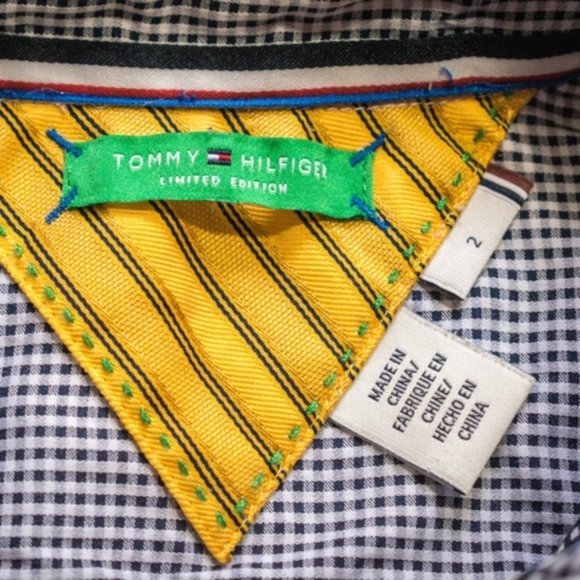 TOMMY HILFIGER
LIMITED EDITION
2
MADE IN
CHINA/
FABRIQUE EN
CHINE/
HECHO EN
CHINA